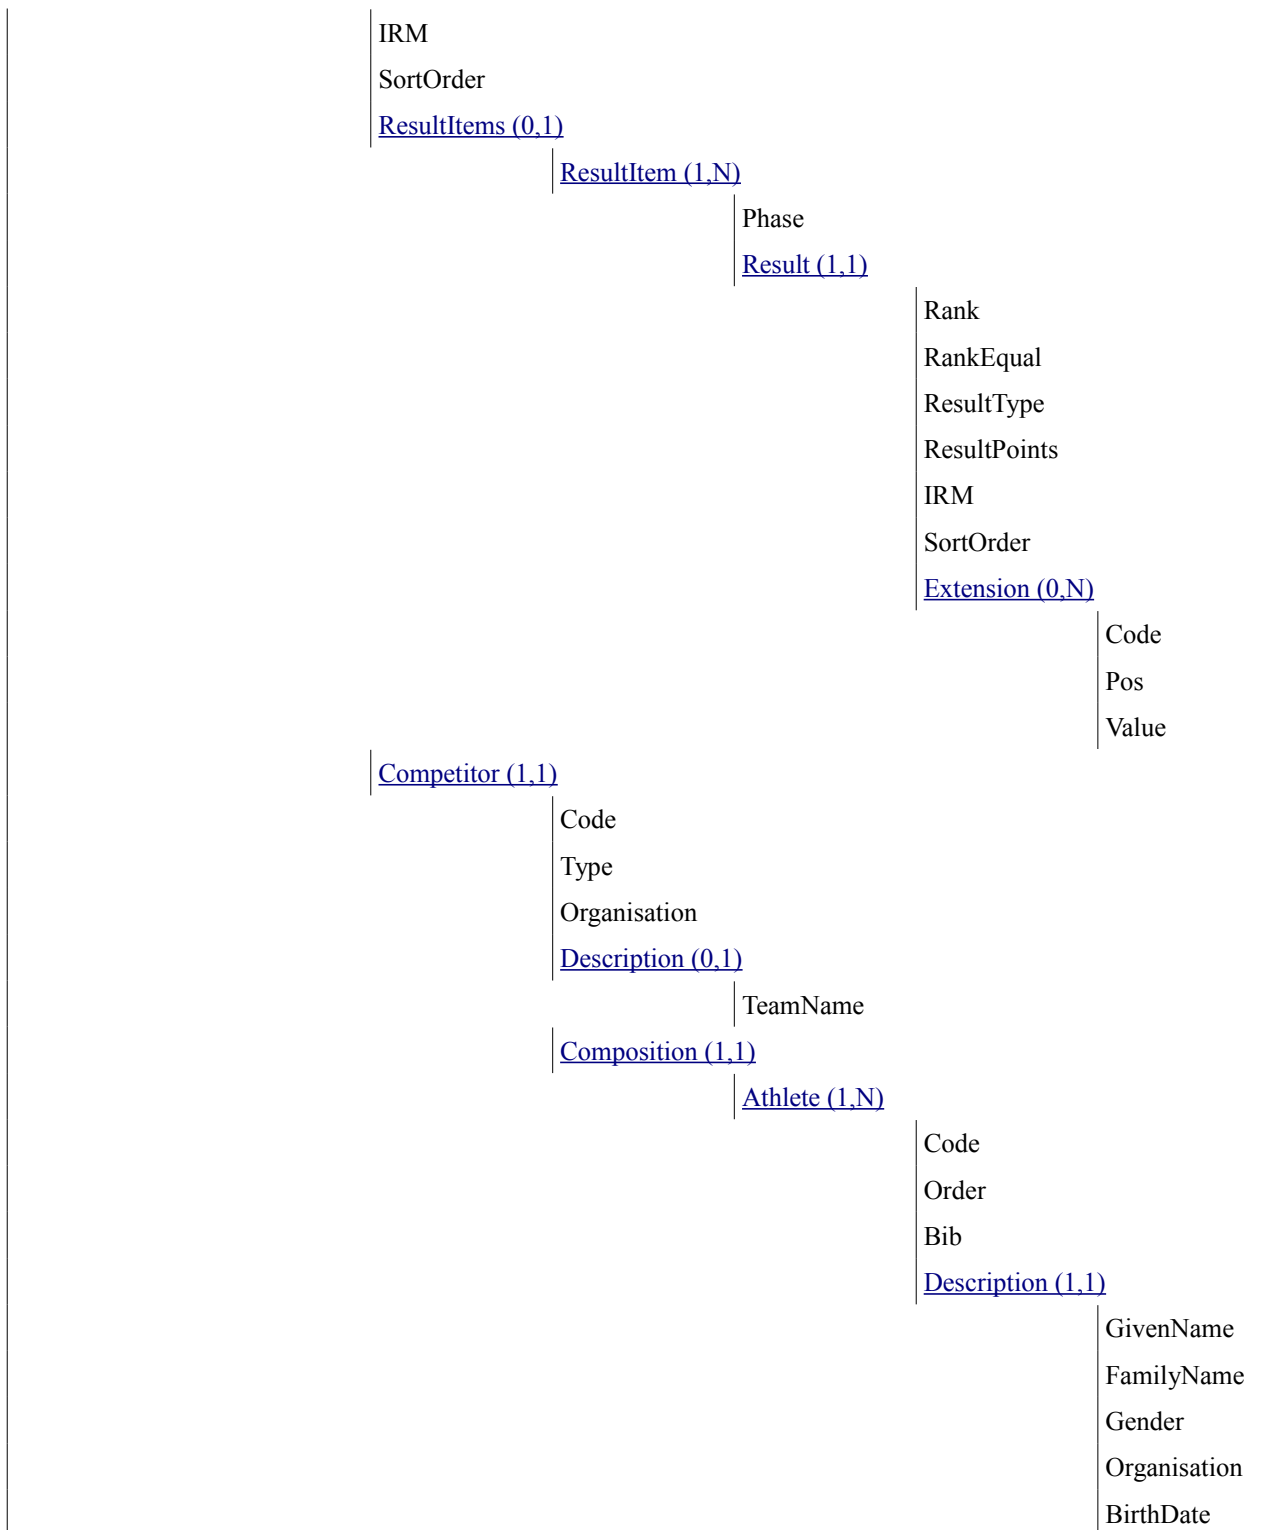 IRM
SortOrder
ResultItems (0,1)
ResultItem (1,N)
Phase
Result (1,1)
Rank
RankEqual
ResultType
ResultPoints
IRM
SortOrder
Extension (0,N)
Code
Pos
Value
Competitor (1,1)
Code
Type
Organisation
Description (0,1)
TeamName
Composition (1,1)
Athlete (1,N)
Code
Order
Bib
Description (1,1)
GivenName
FamilyName
Gender
Organisation
BirthDate